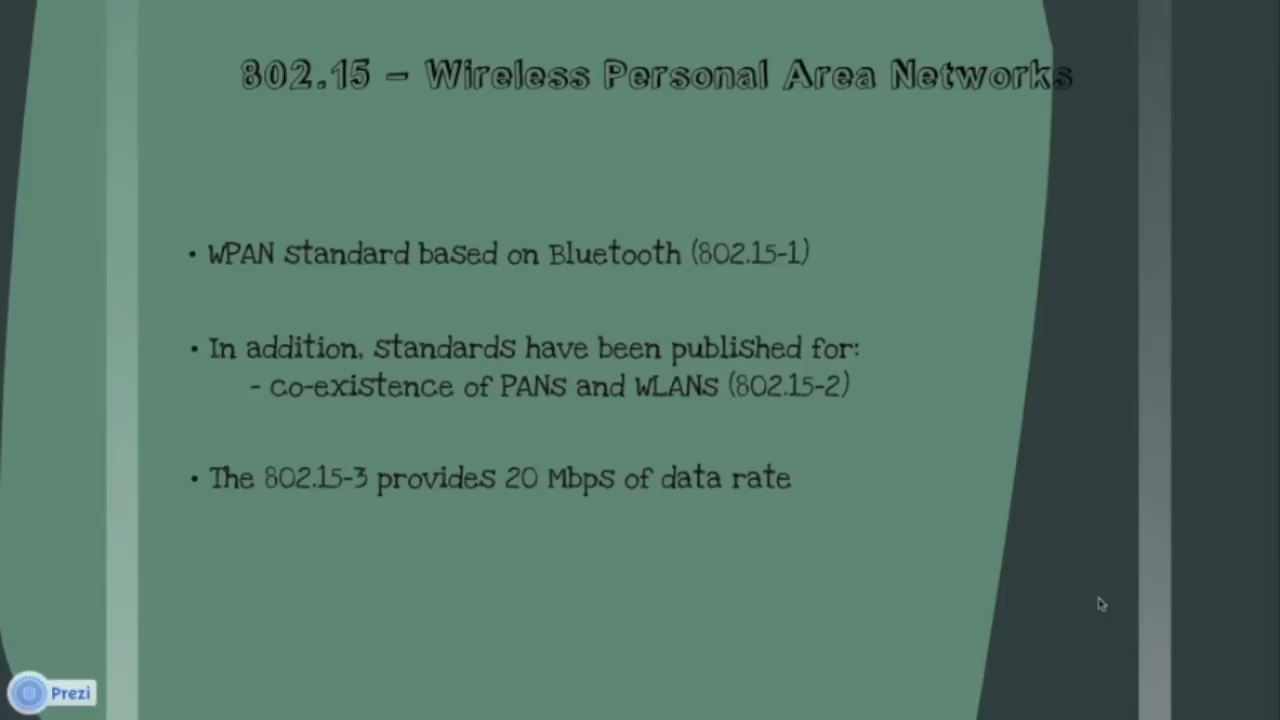 802.15 – Wireless Personal Area Networks
• WPAN standard based on Bluetooth (802.15-1)
• In addition, standards have been published for:
- co-existence of PANs and WLANs (802.15-2)
• The 802.15-3 provides 20 Mbps of data rate
Prezi